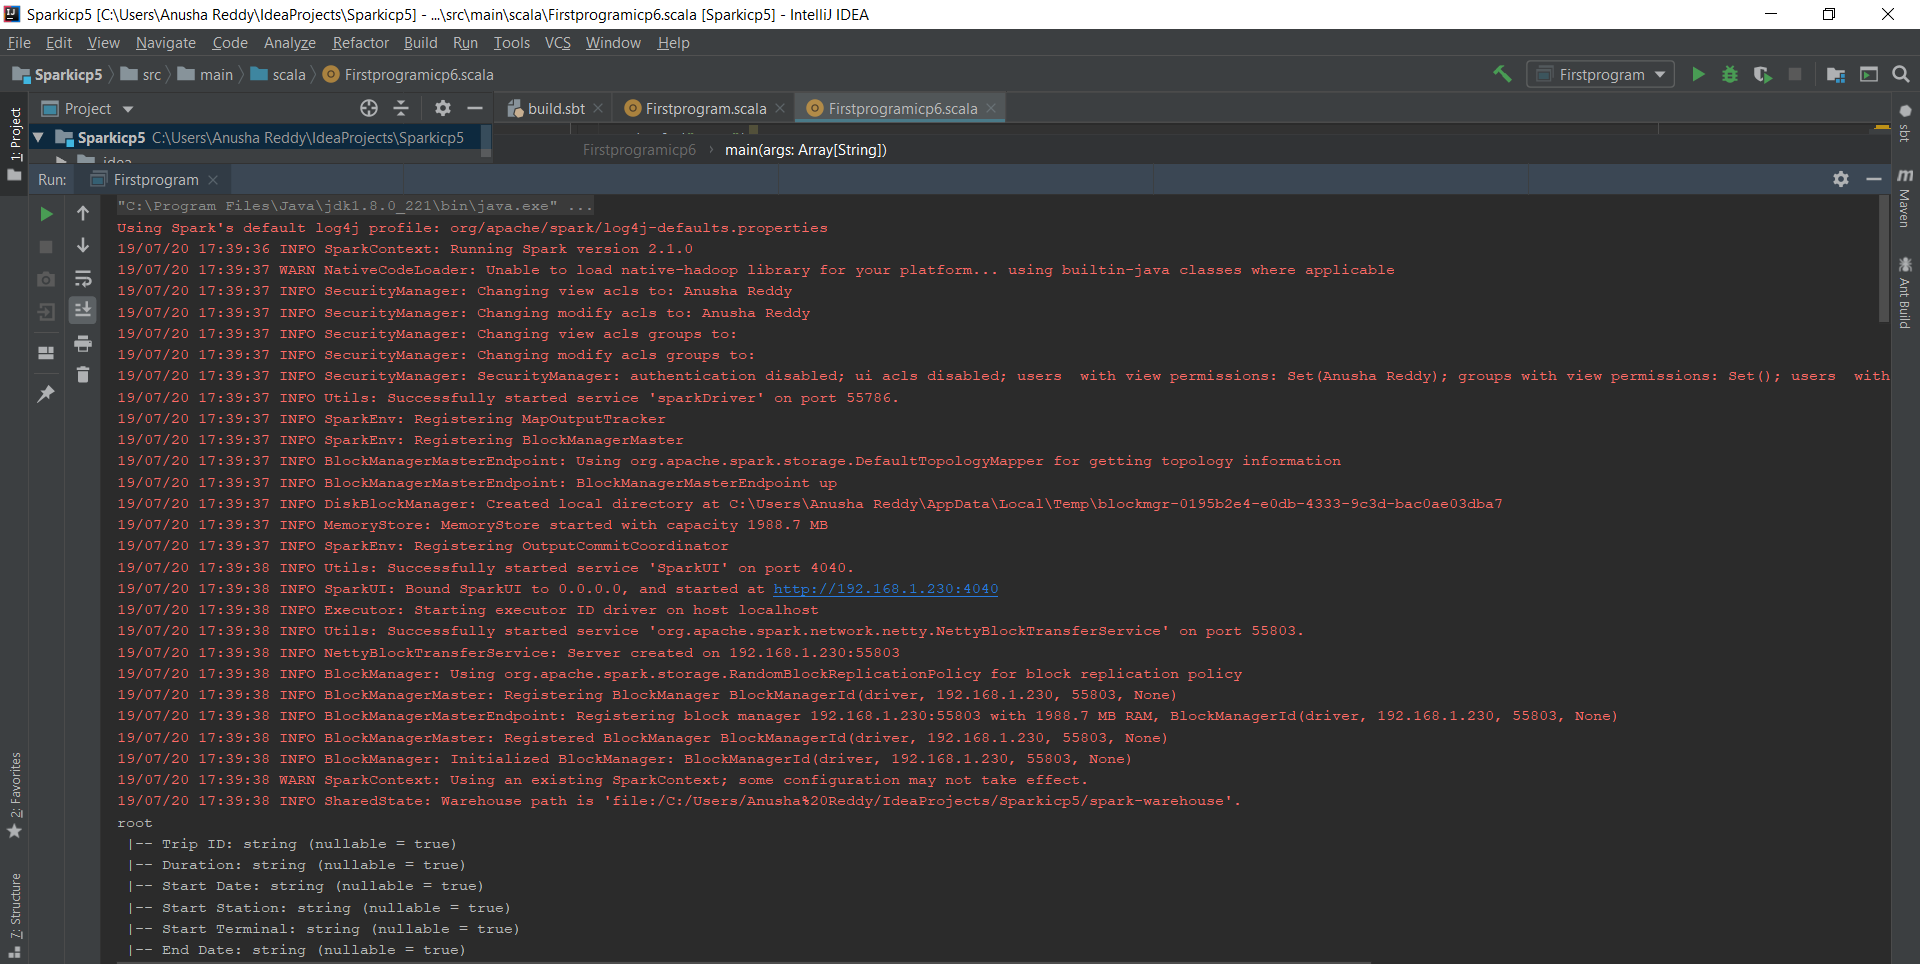 Sparkicp5 [C:\Users\Anusha Reddy\IdeaProjects\Sparkicp5] - ...\src\main\scala\Firstprogramicp6.scala [Sparkicp5] - IntelliJ IDEA
File Edit View Navigate Code Analyze Refactor Build Run Tools VCS Window Help
Sparkicp5 src main scala Firstprogramicp6.scala Firstprogram
Project build.sbt Firstprogram.scala Firstprogramicp6.scala
Sparkicp5 C:\Users\Anusha Reddy\IdeaProjects\Sparkicp5
Firstprogramicp6 main(args: Array[String])
1: Project
sbt
Maven
Ant Build
2: Favorites
7: Structure
Run: Firstprogram
"C:\Program Files\Java\jdk1.8.0_221\bin\java.exe" ...
Using Spark's default log4j profile: org/apache/spark/log4j-defaults.properties
19/07/20 17:39:36 INFO SparkContext: Running Spark version 2.1.0
19/07/20 17:39:37 WARN NativeCodeLoader: Unable to load native-hadoop library for your platform... using builtin-java classes where applicable
19/07/20 17:39:37 INFO SecurityManager: Changing view acls to: Anusha Reddy
19/07/20 17:39:37 INFO SecurityManager: Changing modify acls to: Anusha Reddy
19/07/20 17:39:37 INFO SecurityManager: Changing view acls groups to:
19/07/20 17:39:37 INFO SecurityManager: Changing modify acls groups to:
19/07/20 17:39:37 INFO SecurityManager: SecurityManager: authentication disabled; ui acls disabled; users  with view permissions: Set(Anusha Reddy); groups with view permissions: Set(); users  with
19/07/20 17:39:37 INFO Utils: Successfully started service 'sparkDriver' on port 55786.
19/07/20 17:39:37 INFO SparkEnv: Registering MapOutputTracker
19/07/20 17:39:37 INFO SparkEnv: Registering BlockManagerMaster
19/07/20 17:39:37 INFO BlockManagerMasterEndpoint: Using org.apache.spark.storage.DefaultTopologyMapper for getting topology information
19/07/20 17:39:37 INFO BlockManagerMasterEndpoint: BlockManagerMasterEndpoint up
19/07/20 17:39:37 INFO DiskBlockManager: Created local directory at C:\Users\Anusha Reddy\AppData\Local\Temp\blockmgr-0195b2e4-e0db-4333-9c3d-bac0ae03dba7
19/07/20 17:39:37 INFO MemoryStore: MemoryStore started with capacity 1988.7 MB
19/07/20 17:39:37 INFO SparkEnv: Registering OutputCommitCoordinator
19/07/20 17:39:38 INFO Utils: Successfully started service 'SparkUI' on port 4040.
19/07/20 17:39:38 INFO SparkUI: Bound SparkUI to 0.0.0.0, and started at http://192.168.1.230:4040
19/07/20 17:39:38 INFO Executor: Starting executor ID driver on host localhost
19/07/20 17:39:38 INFO Utils: Successfully started service 'org.apache.spark.network.netty.NettyBlockTransferService' on port 55803.
19/07/20 17:39:38 INFO NettyBlockTransferService: Server created on 192.168.1.230:55803
19/07/20 17:39:38 INFO BlockManager: Using org.apache.spark.storage.RandomBlockReplicationPolicy for block replication policy
19/07/20 17:39:38 INFO BlockManagerMaster: Registering BlockManager BlockManagerId(driver, 192.168.1.230, 55803, None)
19/07/20 17:39:38 INFO BlockManagerMasterEndpoint: Registering block manager 192.168.1.230:55803 with 1988.7 MB RAM, BlockManagerId(driver, 192.168.1.230, 55803, None)
19/07/20 17:39:38 INFO BlockManagerMaster: Registered BlockManager BlockManagerId(driver, 192.168.1.230, 55803, None)
19/07/20 17:39:38 INFO BlockManager: Initialized BlockManager: BlockManagerId(driver, 192.168.1.230, 55803, None)
19/07/20 17:39:38 WARN SparkContext: Using an existing SparkContext; some configuration may not take effect.
19/07/20 17:39:38 INFO SharedState: Warehouse path is 'file:/C:/Users/Anusha%20Reddy/IdeaProjects/Sparkicp5/spark-warehouse'.
root
|-- Trip ID: string (nullable = true)
|-- Duration: string (nullable = true)
|-- Start Date: string (nullable = true)
|-- Start Station: string (nullable = true)
|-- Start Terminal: string (nullable = true)
|-- End Date: string (nullable = true)